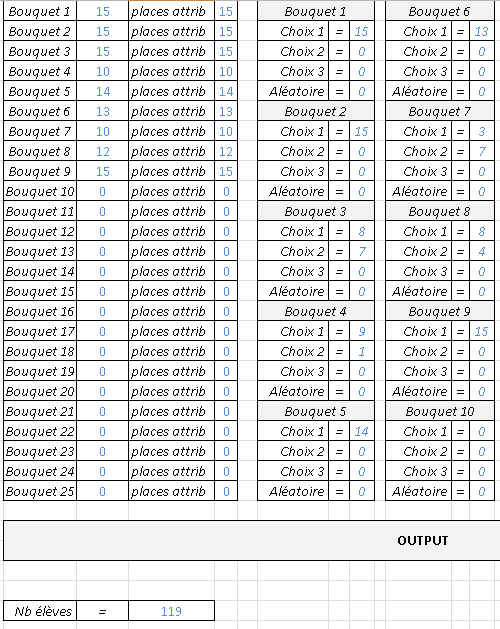 Bouquet 1 15 places attrib 15 Bouquet 1 Bouquet 6
Bouquet 2 15 places attrib 15 Choix 1 = 15 Choix 1 = 13
Bouquet 3 15 places attrib 15 Choix 2 = 0 Choix 2 = 0
Bouquet 4 10 places attrib 10 Choix 3 = 0 Choix 3 = 0
Bouquet 5 14 places attrib 14 Aléatoire = 0 Aléatoire = 0
Bouquet 6 13 places attrib 13 Bouquet 2 Bouquet 7
Bouquet 7 10 places attrib 10 Choix 1 = 15 Choix 1 = 3
Bouquet 8 12 places attrib 12 Choix 2 = 0 Choix 2 = 7
Bouquet 9 15 places attrib 15 Choix 3 = 0 Choix 3 = 0
Bouquet 10 0 places attrib 0 Aléatoire = 0 Aléatoire = 0
Bouquet 11 0 places attrib 0 Bouquet 3 Bouquet 8
Bouquet 12 0 places attrib 0 Choix 1 = 8 Choix 1 = 8
Bouquet 13 0 places attrib 0 Choix 2 = 7 Choix 2 = 4
Bouquet 14 0 places attrib 0 Choix 3 = 0 Choix 3 = 0
Bouquet 15 0 places attrib 0 Aléatoire = 0 Aléatoire = 0
Bouquet 16 0 places attrib 0 Bouquet 4 Bouquet 9
Bouquet 17 0 places attrib 0 Choix 1 = 9 Choix 1 = 15
Bouquet 18 0 places attrib 0 Choix 2 = 1 Choix 2 = 0
Bouquet 19 0 places attrib 0 Choix 3 = 0 Choix 3 = 0
Bouquet 20 0 places attrib 0 Aléatoire = 0 Aléatoire = 0
Bouquet 21 0 places attrib 0 Bouquet 5 Bouquet 10
Bouquet 22 0 places attrib 0 Choix 1 = 14 Choix 1 = 0
Bouquet 23 0 places attrib 0 Choix 2 = 0 Choix 2 = 0
Bouquet 24 0 places attrib 0 Choix 3 = 0 Choix 3 = 0
Bouquet 25 0 places attrib 0 Aléatoire = 0 Aléatoire = 0
OUTPUT
Nb élèves = 119